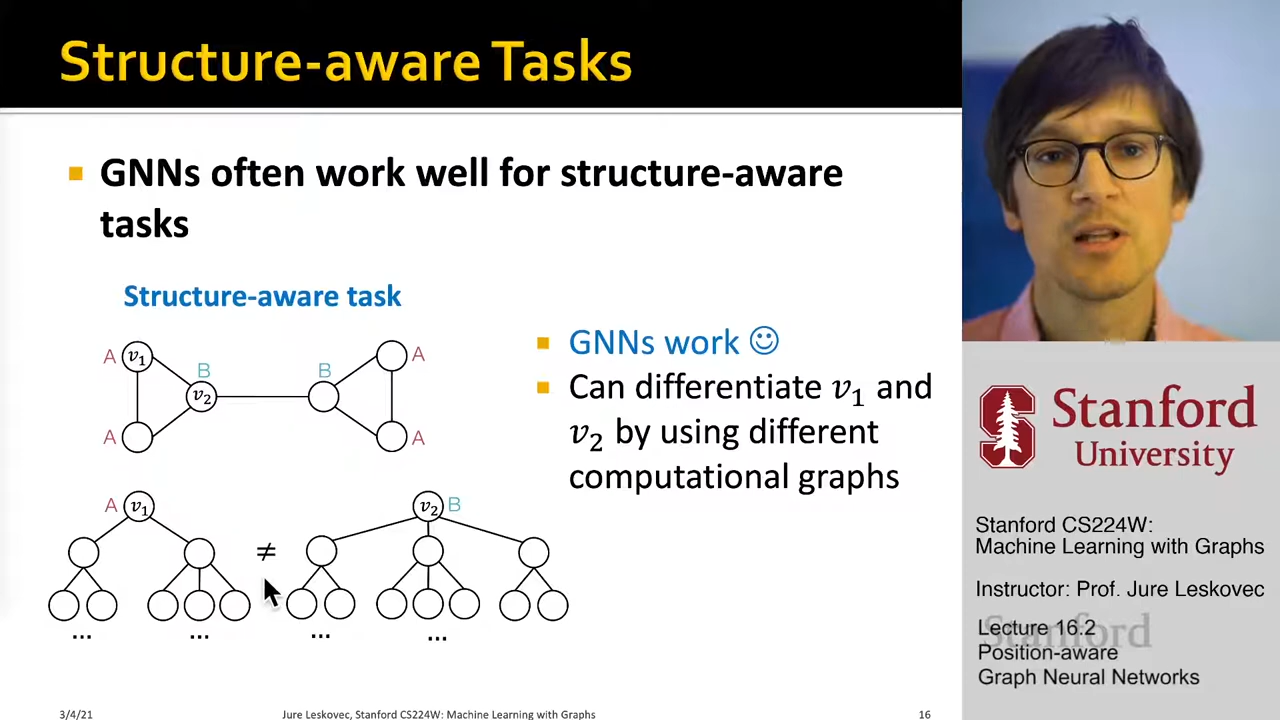 Structure-aware Tasks
GNNs often work well for structure-aware
tasks
Structure-aware task
A v₁
B
v₂
B
A
A
A
GNNs work ☺
Can differentiate v₁ and
v₂ by using different
computational graphs
A v₁
v₂ B
≠
... ... ... ...
3/4/21
Jure Leskovec, Stanford CS224W: Machine Learning with Graphs
16
Stanford
University
Stanford CS224W:
Machine Learning with Graphs
Instructor: Prof. Jure Leskovec
Stanford
Lecture 16.2
Position-aware
Graph Neural Networks